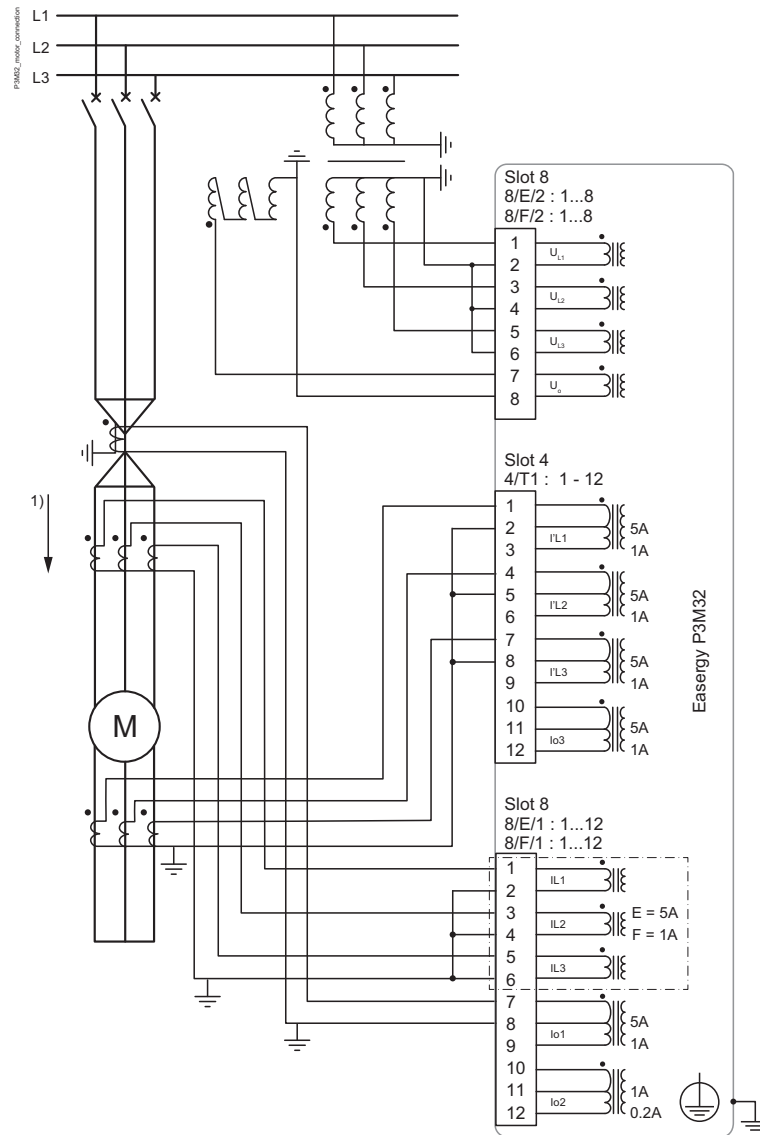 P3M32_motor_connection
L1
L2
L3
Slot 8
8/E/2 : 1...8
8/F/2 : 1...8
1
2
3
4
5
6
7
8
UL1
UL2
UL3
Uo
Slot 4
4/T1 : 1 - 12
1
2
3
4
5
6
7
8
9
10
11
12
I'L1
5A
1A
I'L2
5A
1A
I'L3
5A
1A
Io3
5A
1A
Easergy P3M32
1)
M
Slot 8
8/E/1 : 1...12
8/F/1 : 1...12
1
2
3
4
5
6
7
8
9
10
11
12
IL1
IL2
E = 5A
F = 1A
IL3
Io1
5A
1A
Io2
1A
0.2A